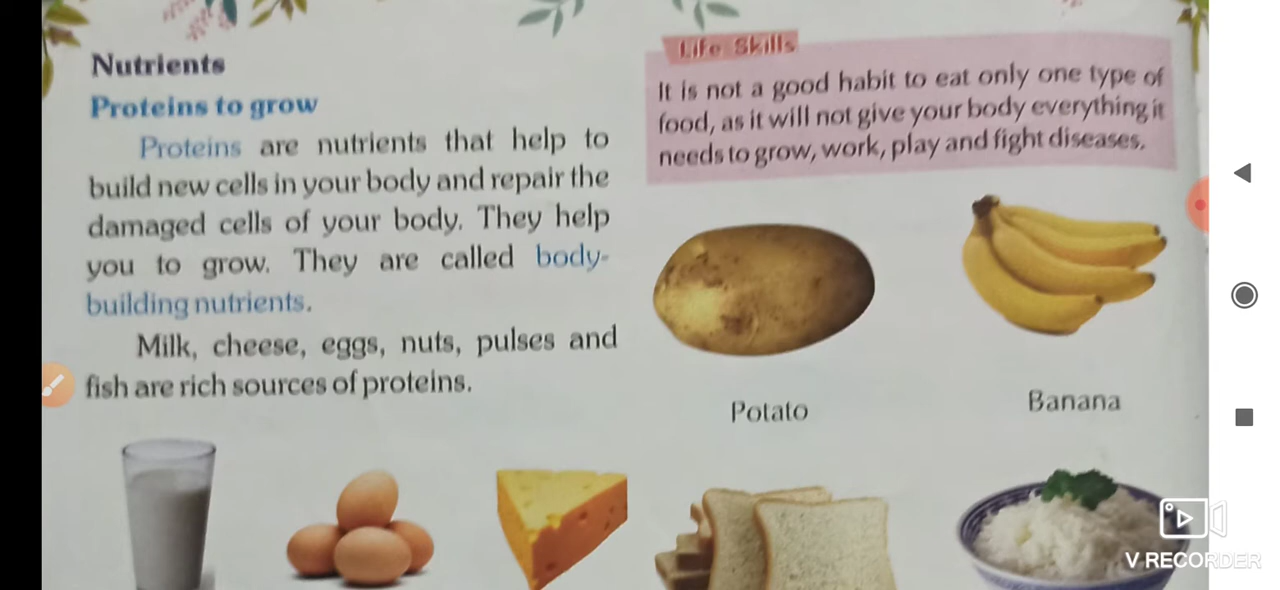 Nutrients
Proteins to grow
Proteins are nutrients that help to
build new cells in your body and repair the
damaged cells of your body. They help
you to grow. They are called body-
building nutrients.
Milk, cheese, eggs, nuts, pulses and
fish are rich sources of proteins.
Life Skills
It is not a good habit to eat only one type of
food, as it will not give your body everything it
needs to grow, work, play and fight diseases.
Potato
Banana
V RECORDER